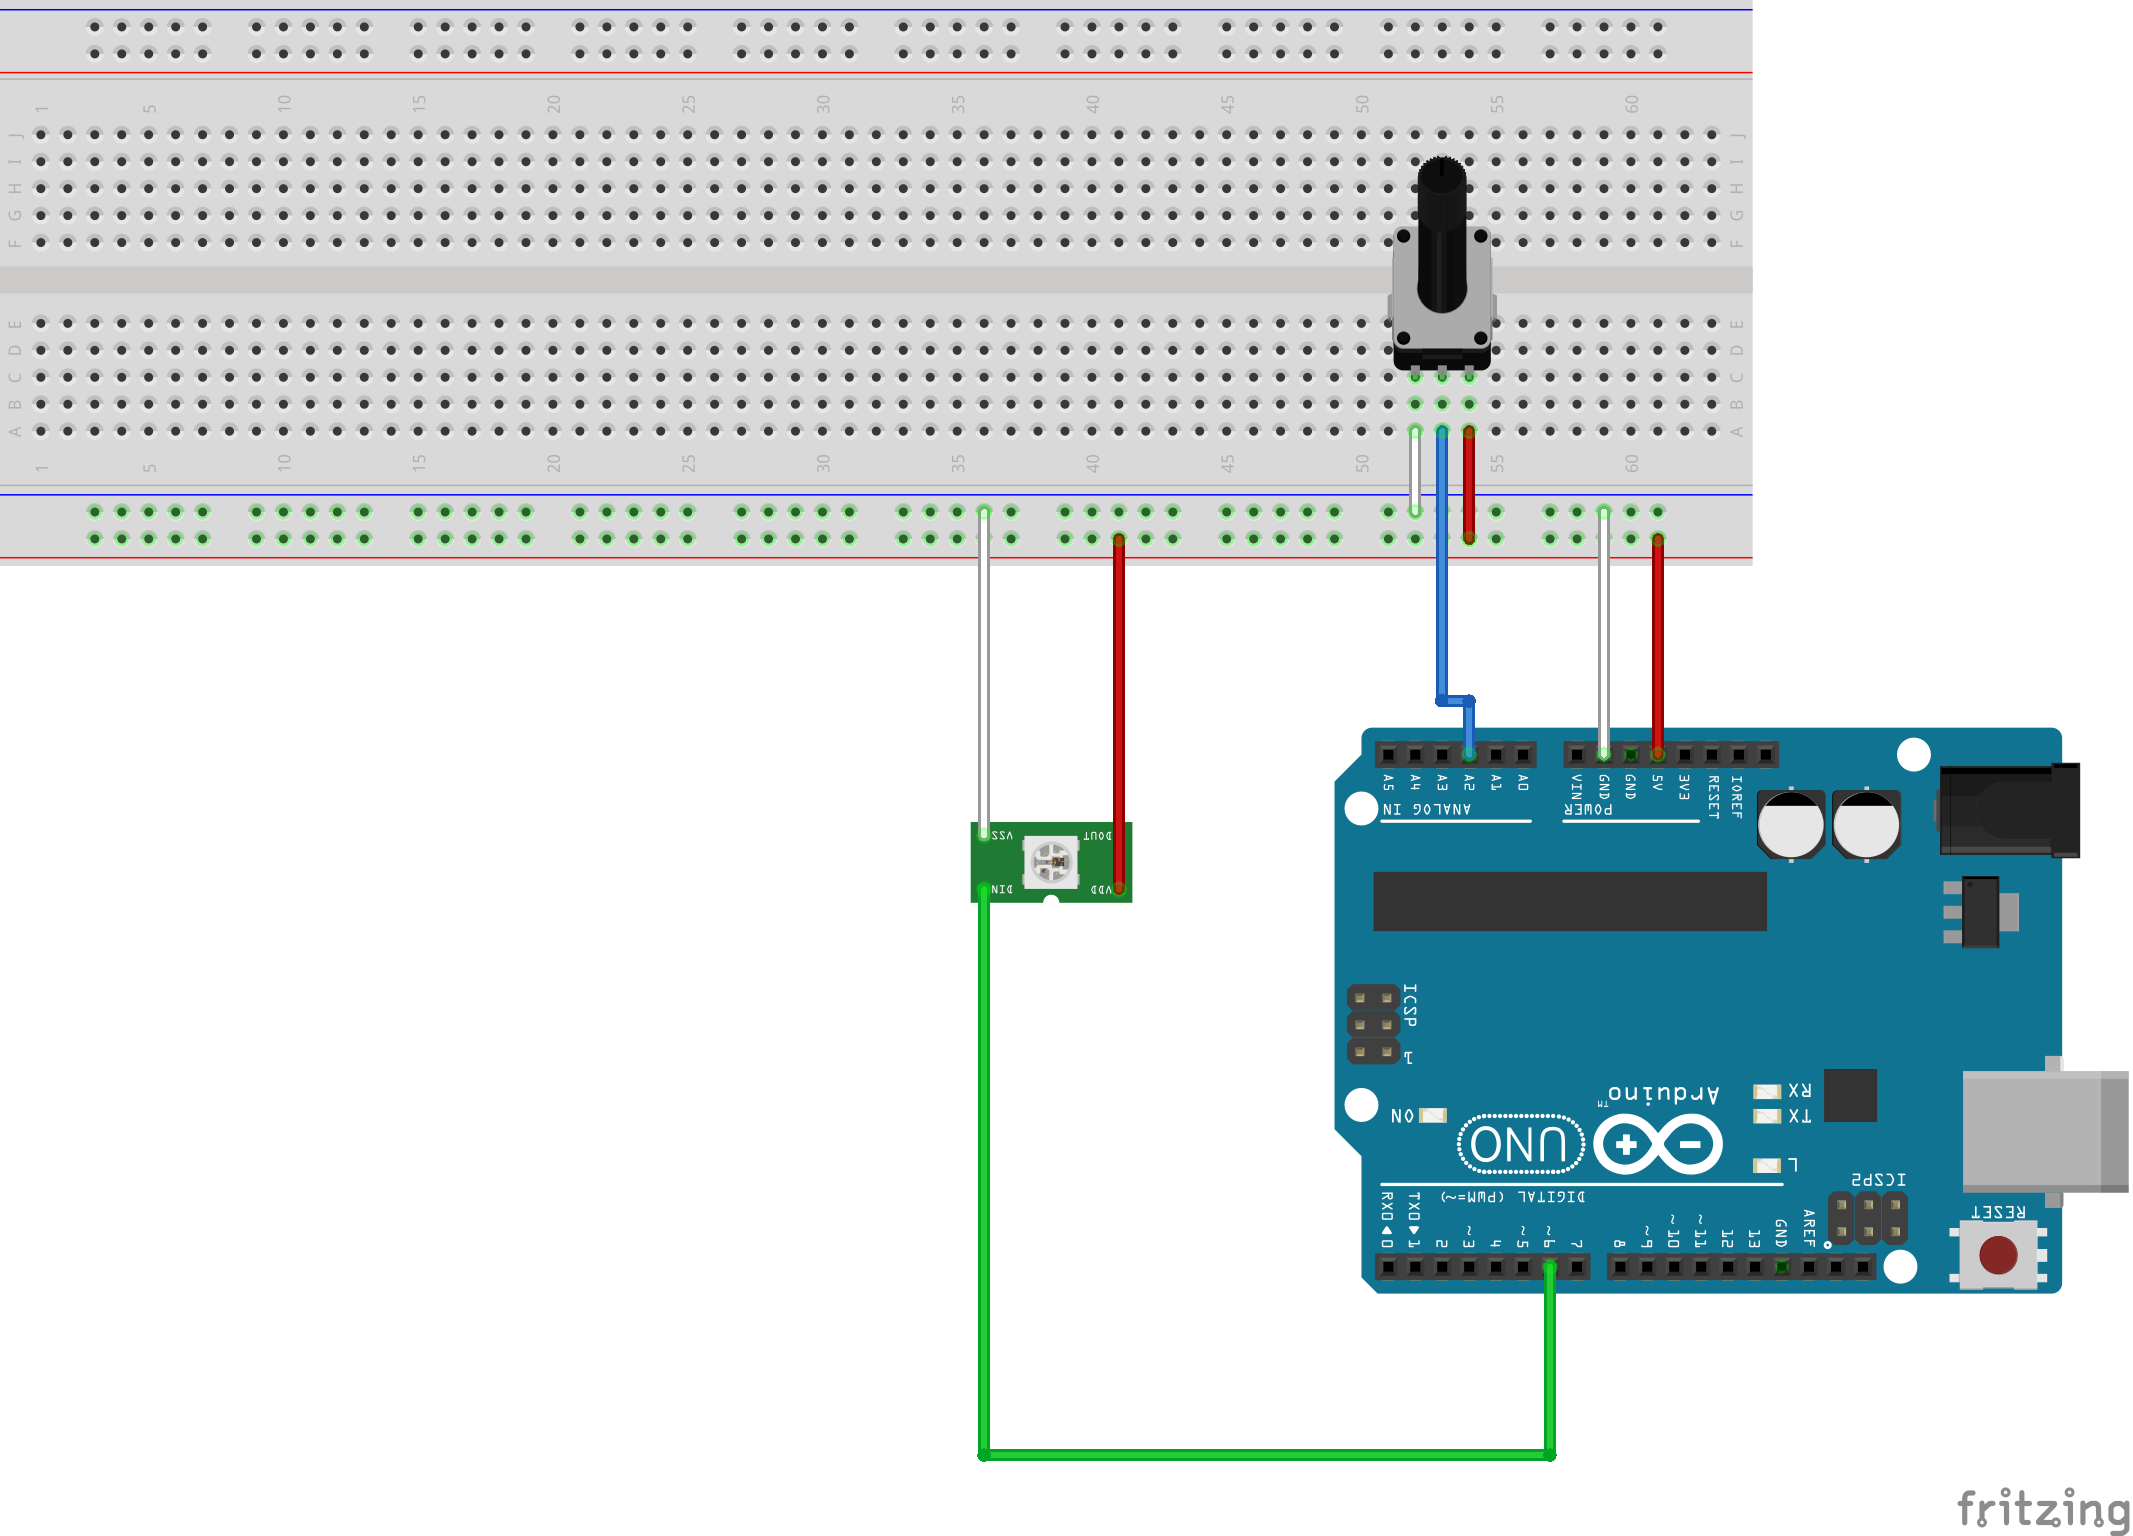 1 5 10 15 20 25 30 35 40 45 50 55 60
J J
I I
H H
G G
F F
E E
D D
C C
B B
A A
1 5 10 15 20 25 30 35 40 45 50 55 60
A5 A4 A3 A2 A1 A0 VIN GND GND 5V 3V3 RESET IOREF
ANALOG IN POWER
VSS DOUT
DIN VDD
ICSP
1
Arduino™
RX
TX
ON
UNO
L
ICSP2
DIGITAL (PWM=~)
RX0◀0 TX0▶1 2 ~3 4 ~5 ~6 7 8 ~9 ~10 ~11 12 13 GND AREF
RESET
fritzing